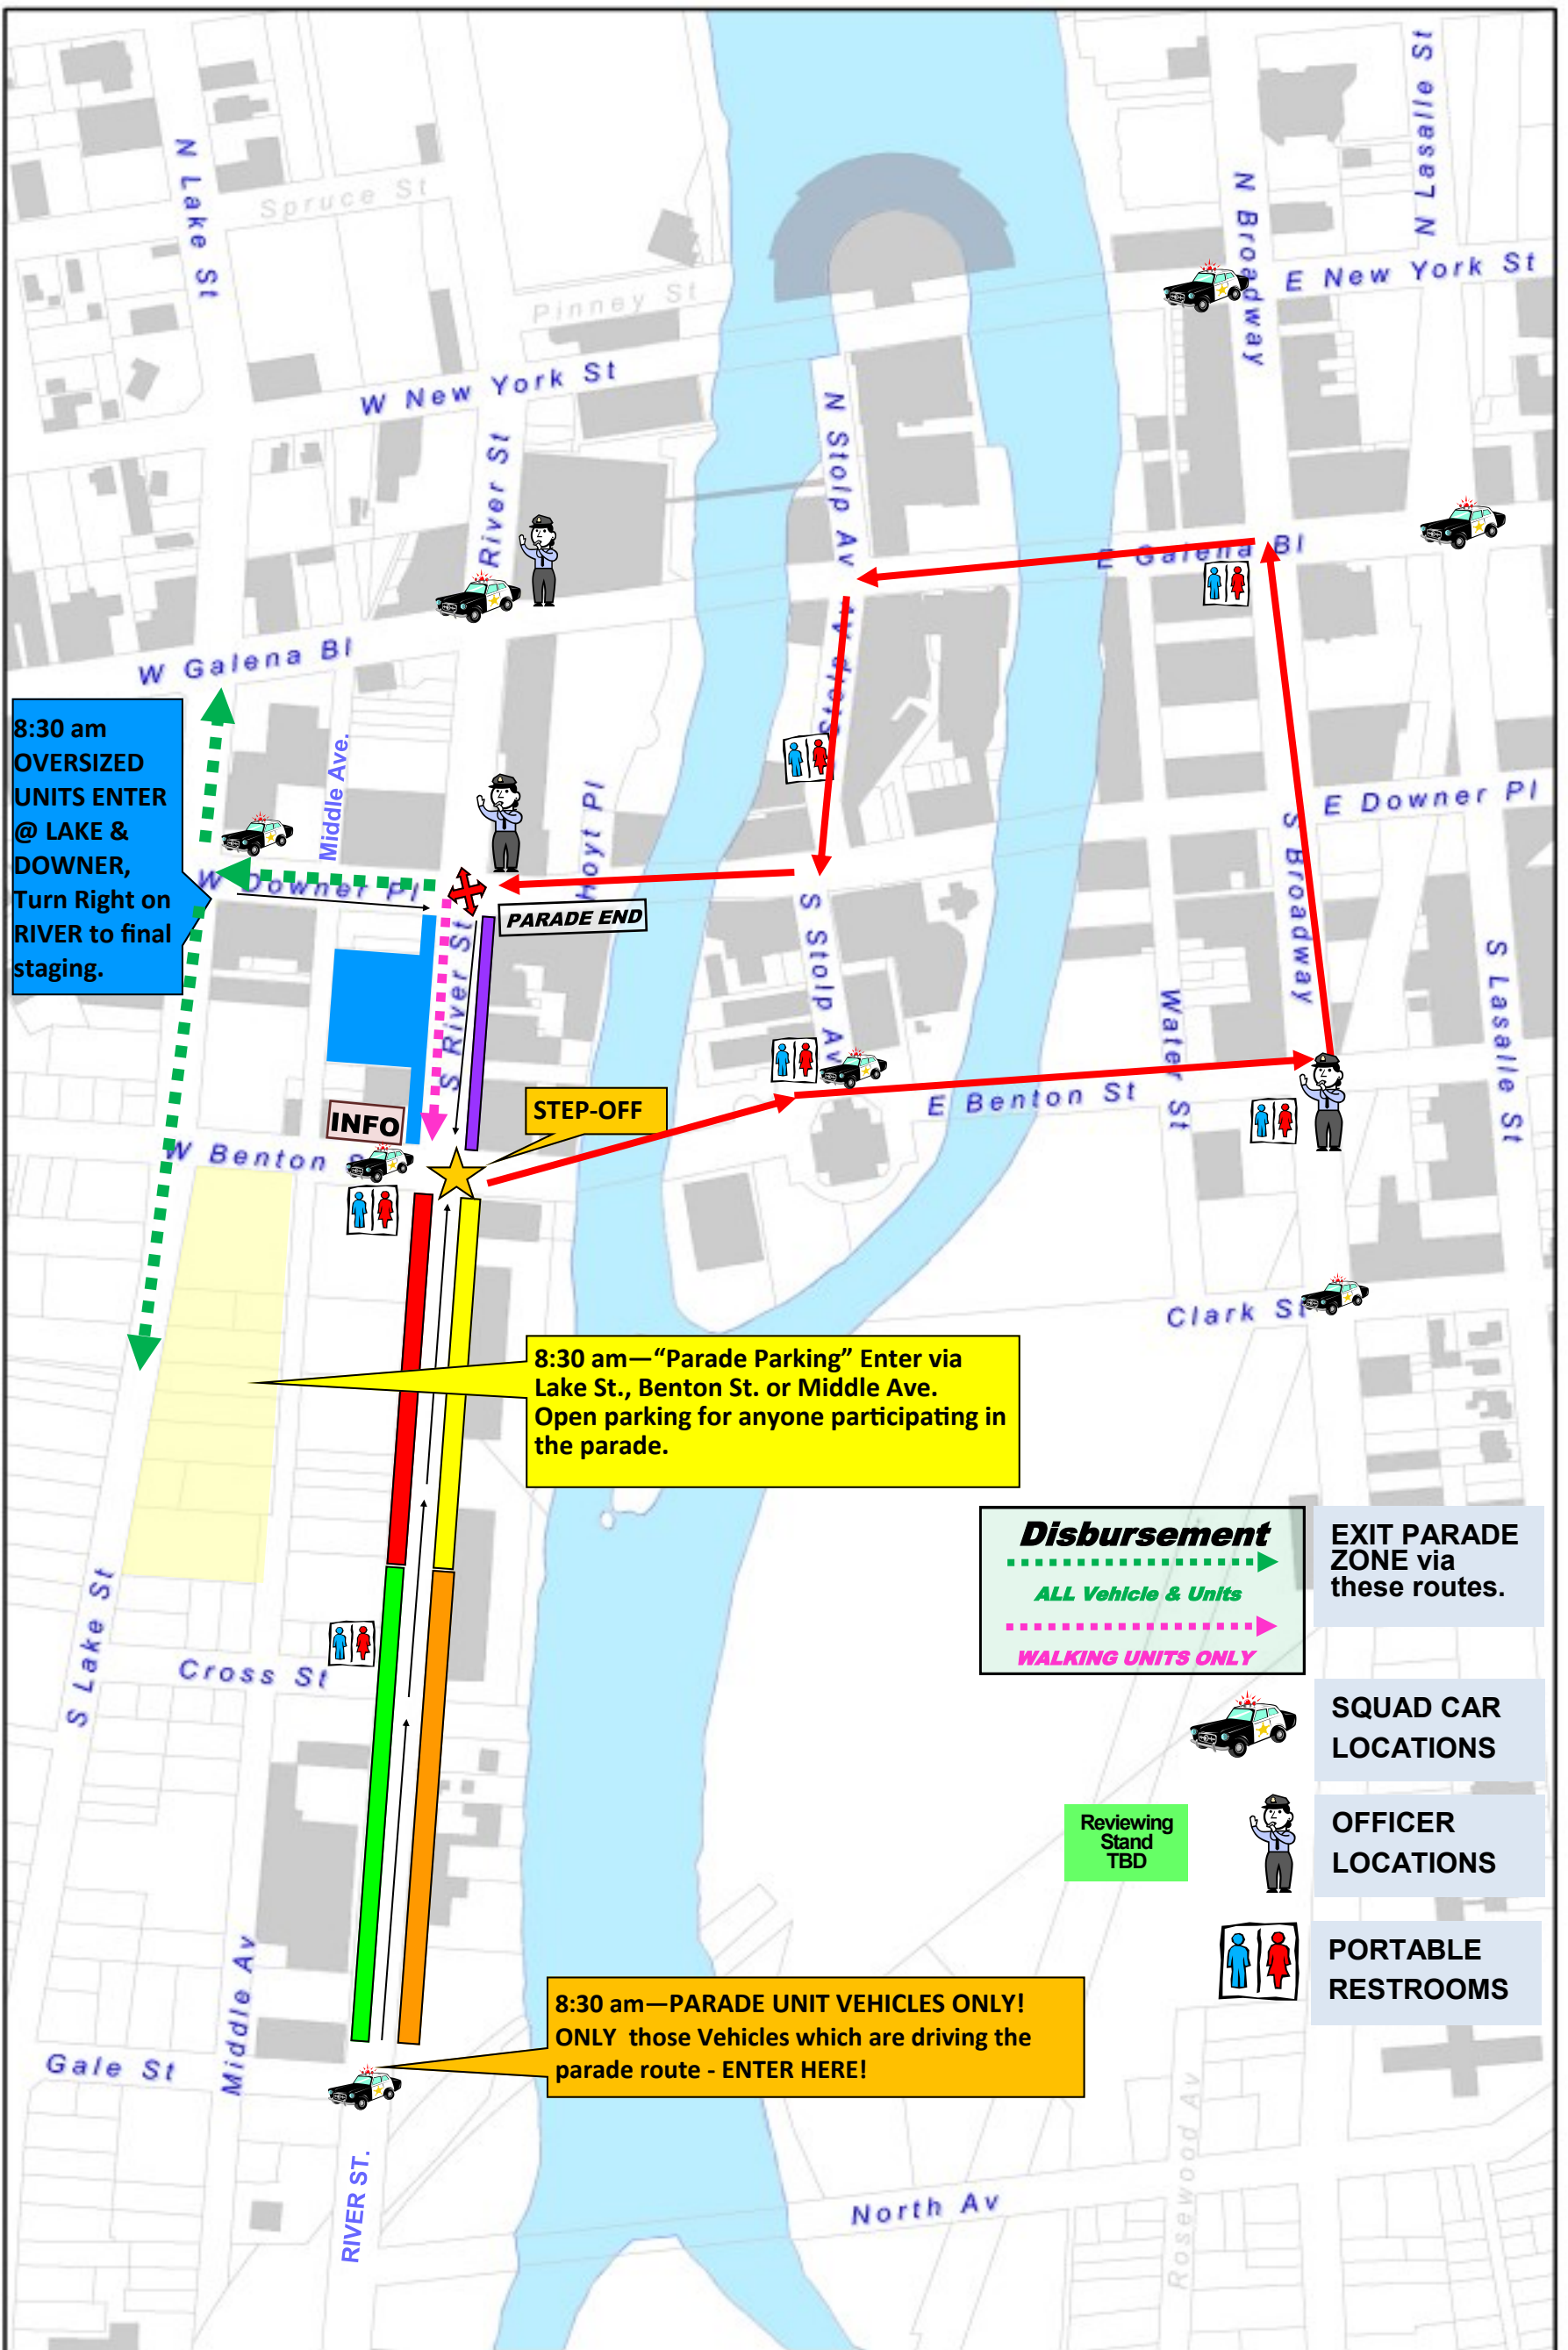 N Lake St
Spruce St
Pinney St
W New York St
River St
N Stolp Av
N Broadway
N Lasalle St
E New York St
E Galena Bl
W Galena Bl
8:30 am
OVERSIZED
UNITS ENTER
@ LAKE &
DOWNER,
Turn Right on
RIVER to final
staging.
Middle Ave.
W Downer Pl
Hoyt Pl
E Downer Pl
S Broadway
PARADE END
S River St
S Stolp Av
Water St
S Lasalle St
INFO
STEP-OFF
W Benton
E Benton St
Clark St
8:30 am—“Parade Parking” Enter via
Lake St., Benton St. or Middle Ave.
Open parking for anyone participating in
the parade.
S Lake St
Cross St
Disbursement
ALL Vehicle & Units
WALKING UNITS ONLY
EXIT PARADE
ZONE via
these routes.
SQUAD CAR
LOCATIONS
Reviewing
Stand
TBD
OFFICER
LOCATIONS
PORTABLE
RESTROOMS
8:30 am—PARADE UNIT VEHICLES ONLY!
ONLY those Vehicles which are driving the
parade route - ENTER HERE!
Gale St
Middle Av
RIVER ST.
North Av
Rosewood Av